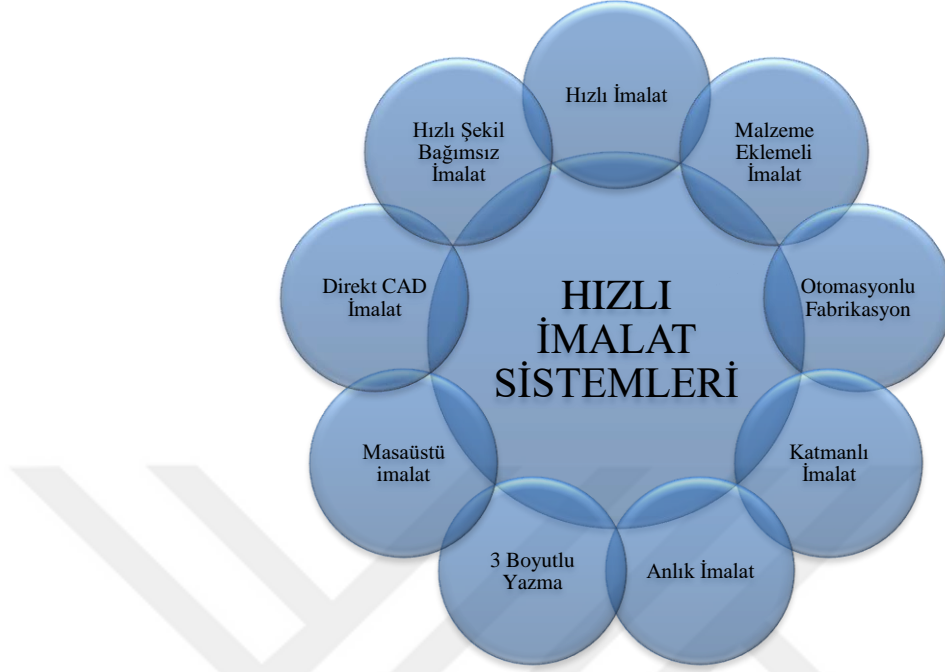 Hızlı İmalat
Malzeme
Eklemeli
İmalat
Otomasyonlu
Fabrikasyon
Katmanlı
İmalat
Anlık İmalat
3 Boyutlu
Yazma
Masaüstü
imalat
Direkt CAD
İmalat
Hızlı Şekil
Bağımsız
İmalat
HIZLI
İMALAT
SİSTEMLERİ